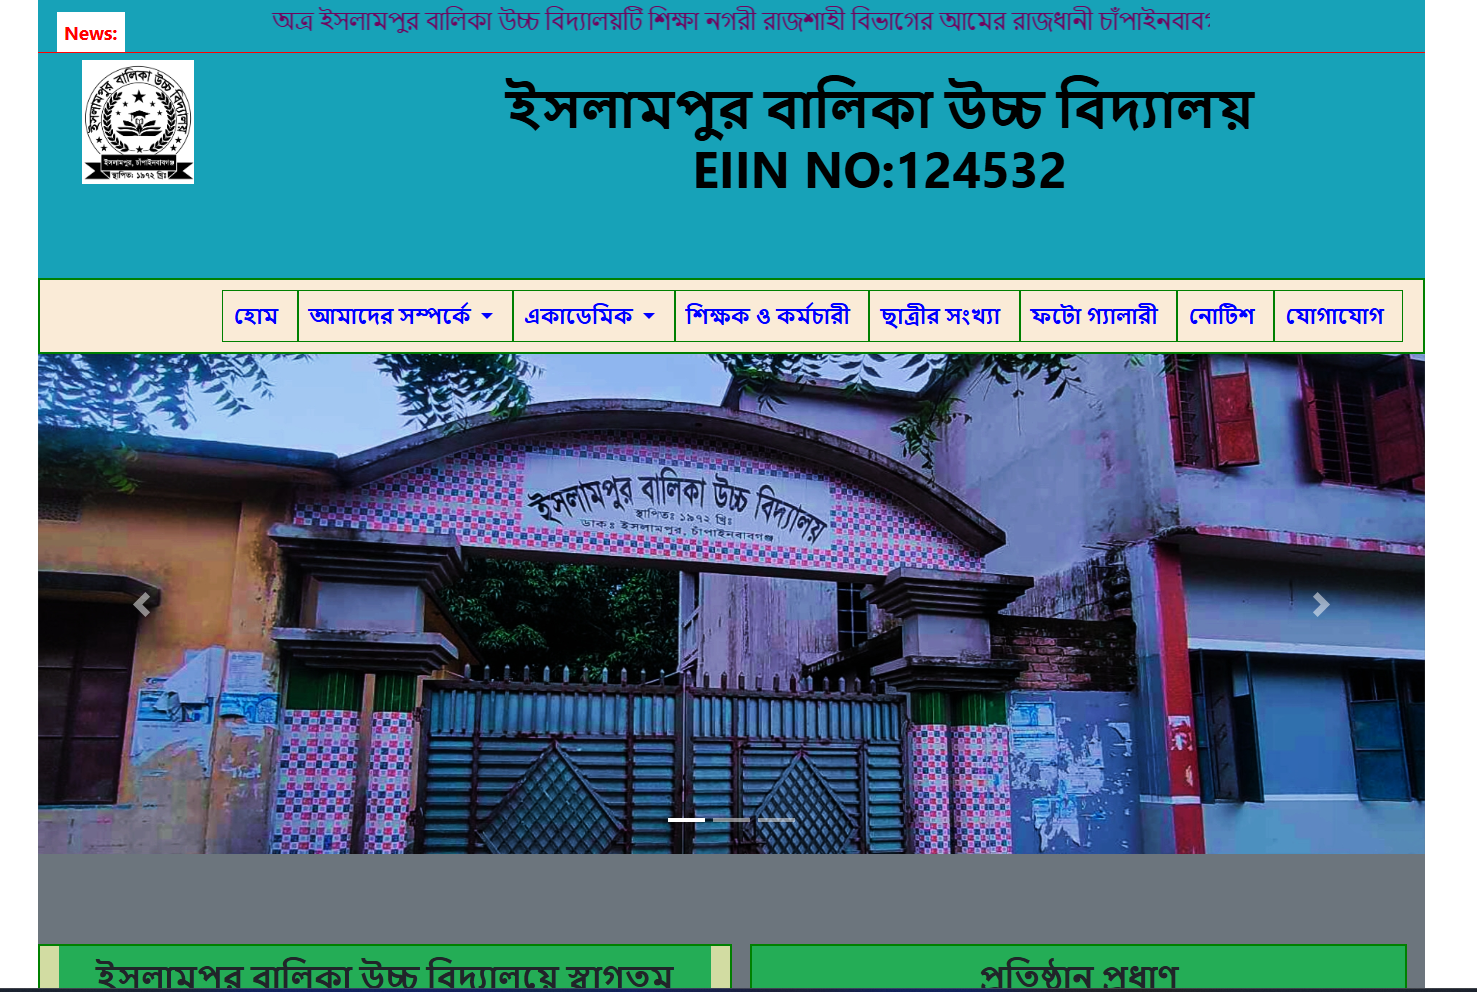 অত্র ইসলামপুর বালিকা উচ্চ বিদ্যালয়টি শিক্ষা নগরী রাজশাহী বিভাগের আমের রাজধানী
News:
ইসলামপুর বালিকা উচ্চ বিদ্যালয়
ইসলামপুর, চাঁপাইনবাবগঞ্জ
স্থাপিত: ১৯৭২ খ্রিঃ
ইসলামপুর বালিকা উচ্চ বিদ্যালয়
EIIN NO:124532
হোম আমাদের সম্পর্কে একাডেমিক শিক্ষক ও কর্মচারী ছাত্রীর সংখ্যা ফটো গ্যালারী নোটিশ যোগাযোগ
ইসলামপুর বালিকা উচ্চ বিদ্যালয়
স্থাপিতঃ ১৯৭২ খ্রিঃ
ডাকঃ ইসলামপুর, চাঁপাইনবাবগঞ্জ
ইসলামপুর বালিকা উচ্চ বিদ্যালয়ে স্বাগতম
প্রতিষ্ঠান প্রধাণ